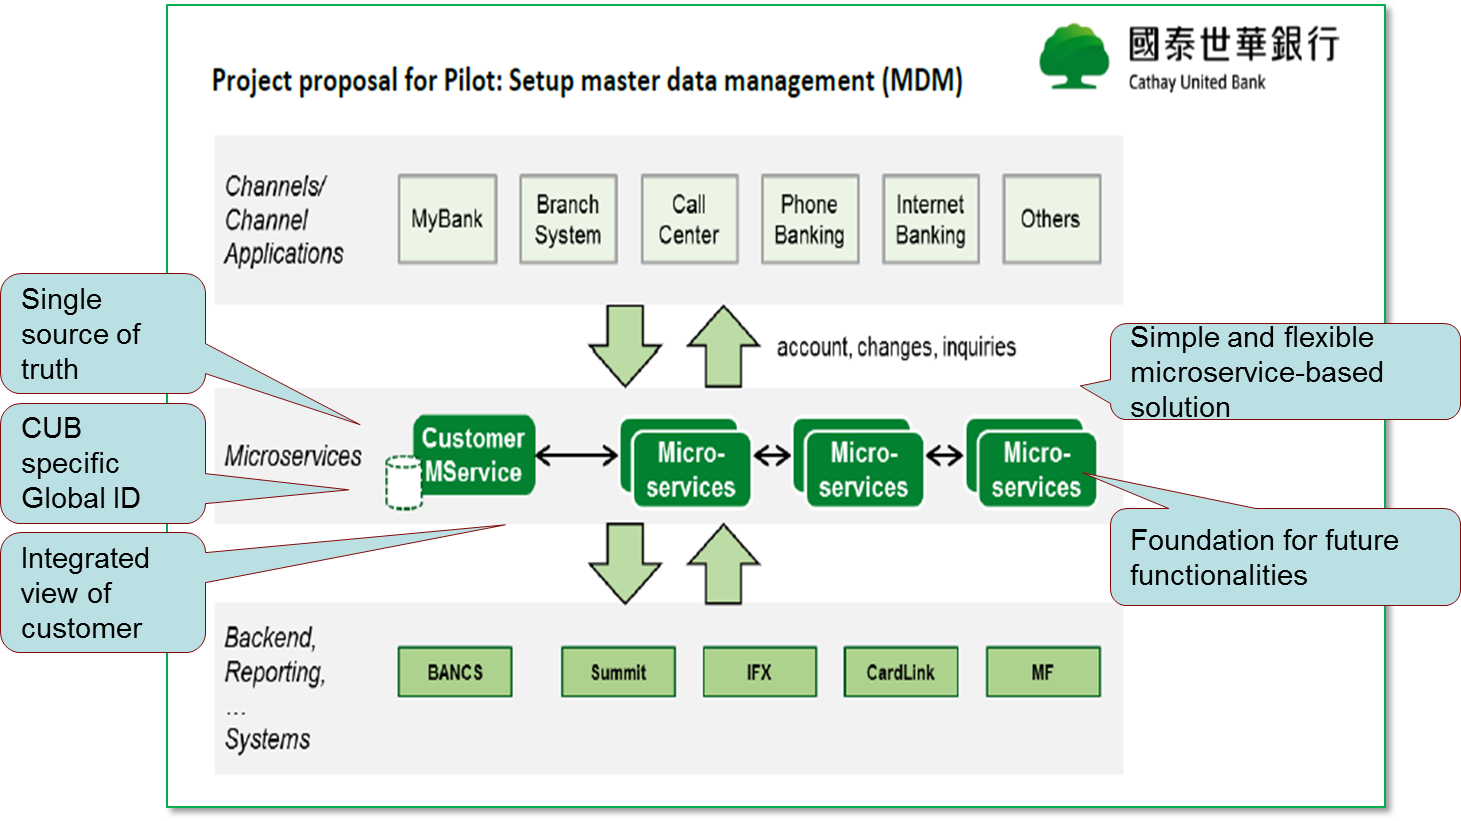 國泰世華銀行
Cathay United Bank
Project proposal for Pilot: Setup master data management (MDM)
Channels/
Channel
Applications
MyBank
Branch
System
Call
Center
Phone
Banking
Internet
Banking
Others
account, changes, inquiries
Single
source of
truth
CUB
specific
Global ID
Integrated
view of
customer
Simple and flexible
microservice-based
solution
Foundation for future
functionalities
Microservices
Customer
MService
Micro-
services
Micro-
services
Micro-
services
Backend,
Reporting,
...
Systems
BANCS
Summit
IFX
CardLink
MF